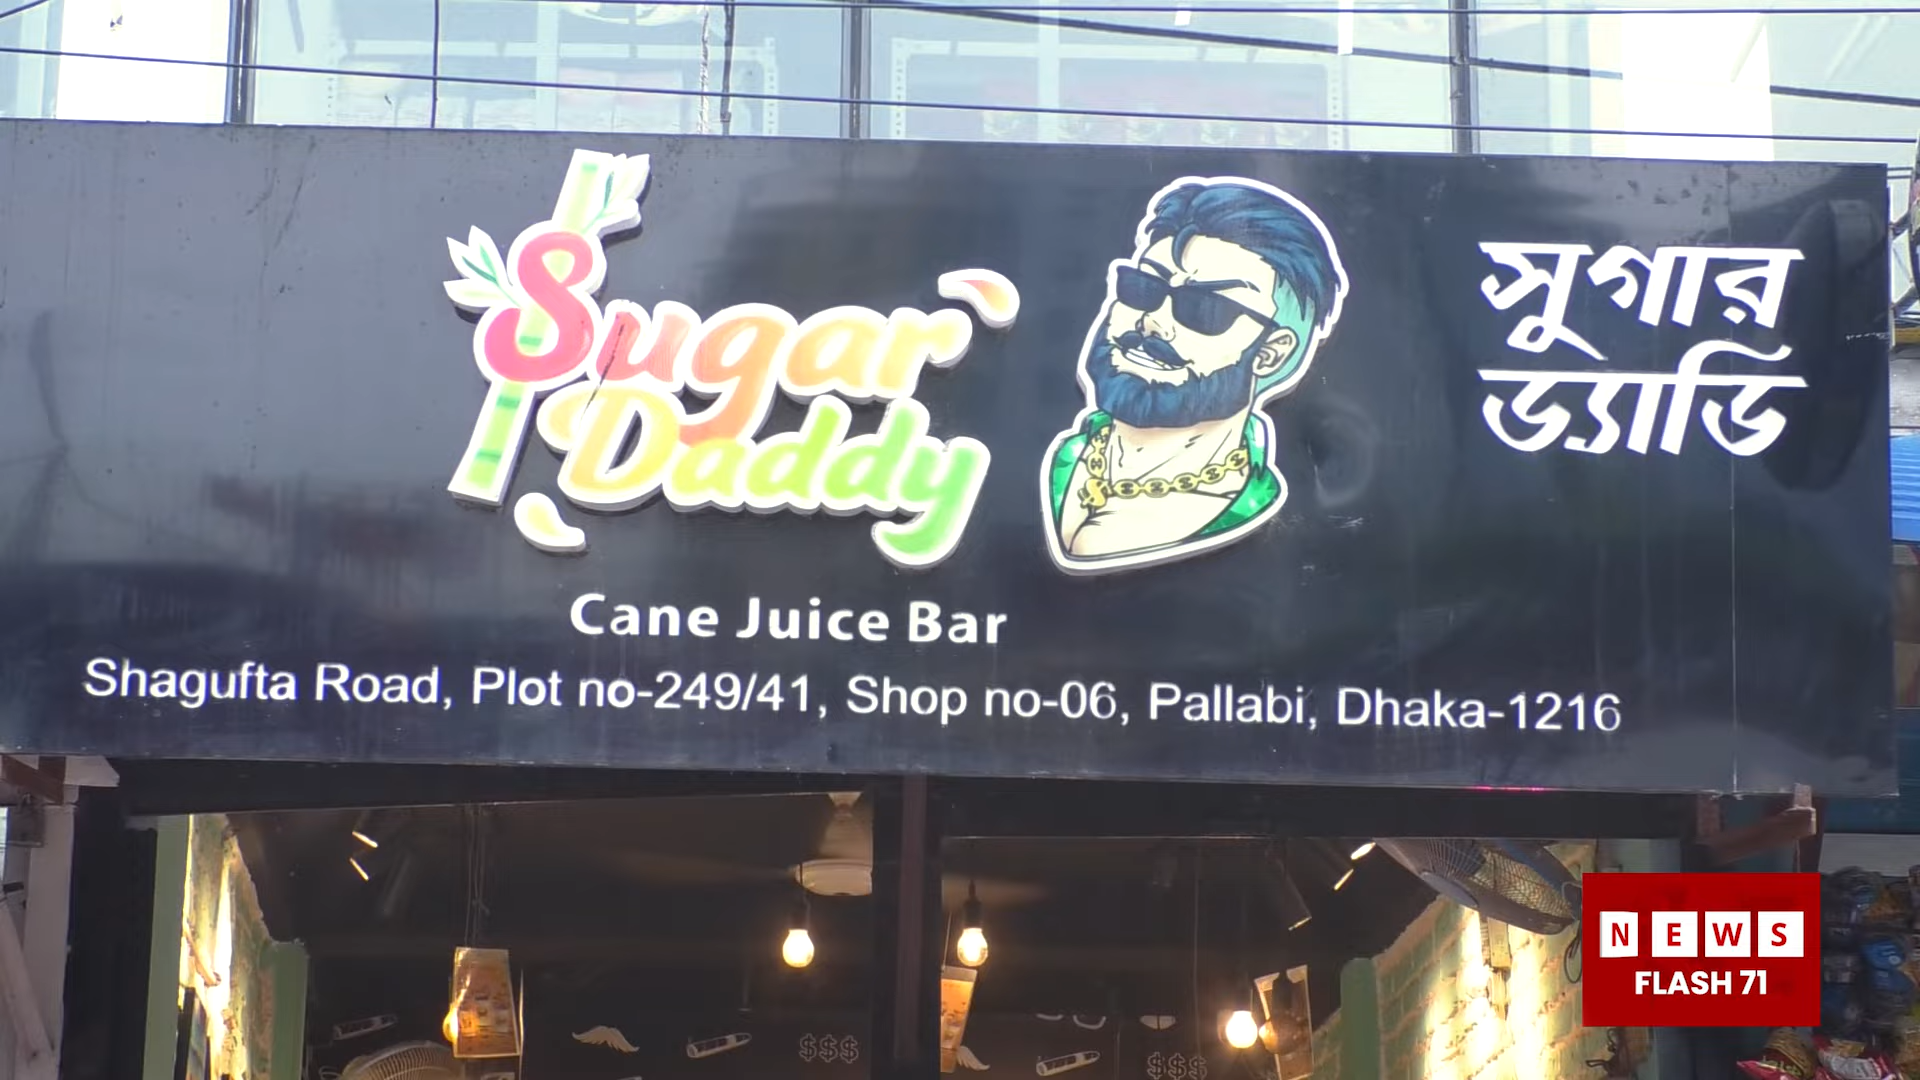 Sugar
Daddy
সুগার
ড্যাডি
Cane Juice Bar
Shagufta Road, Plot no-249/41, Shop no-06, Pallabi, Dhaka-1216
$$$
$$$
NEWS
FLASH 71